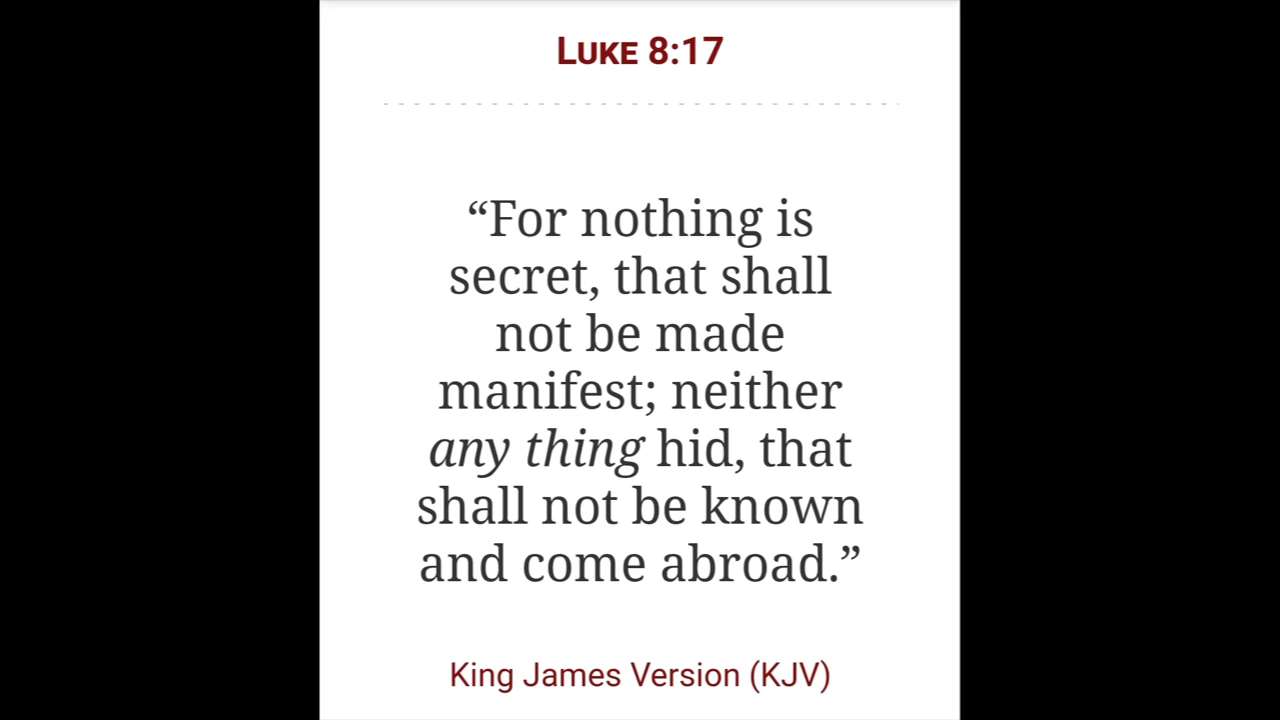 Luke 8:17
“For nothing is
secret, that shall
not be made
manifest; neither
any thing hid, that
shall not be known
and come abroad.”
King James Version (KJV)